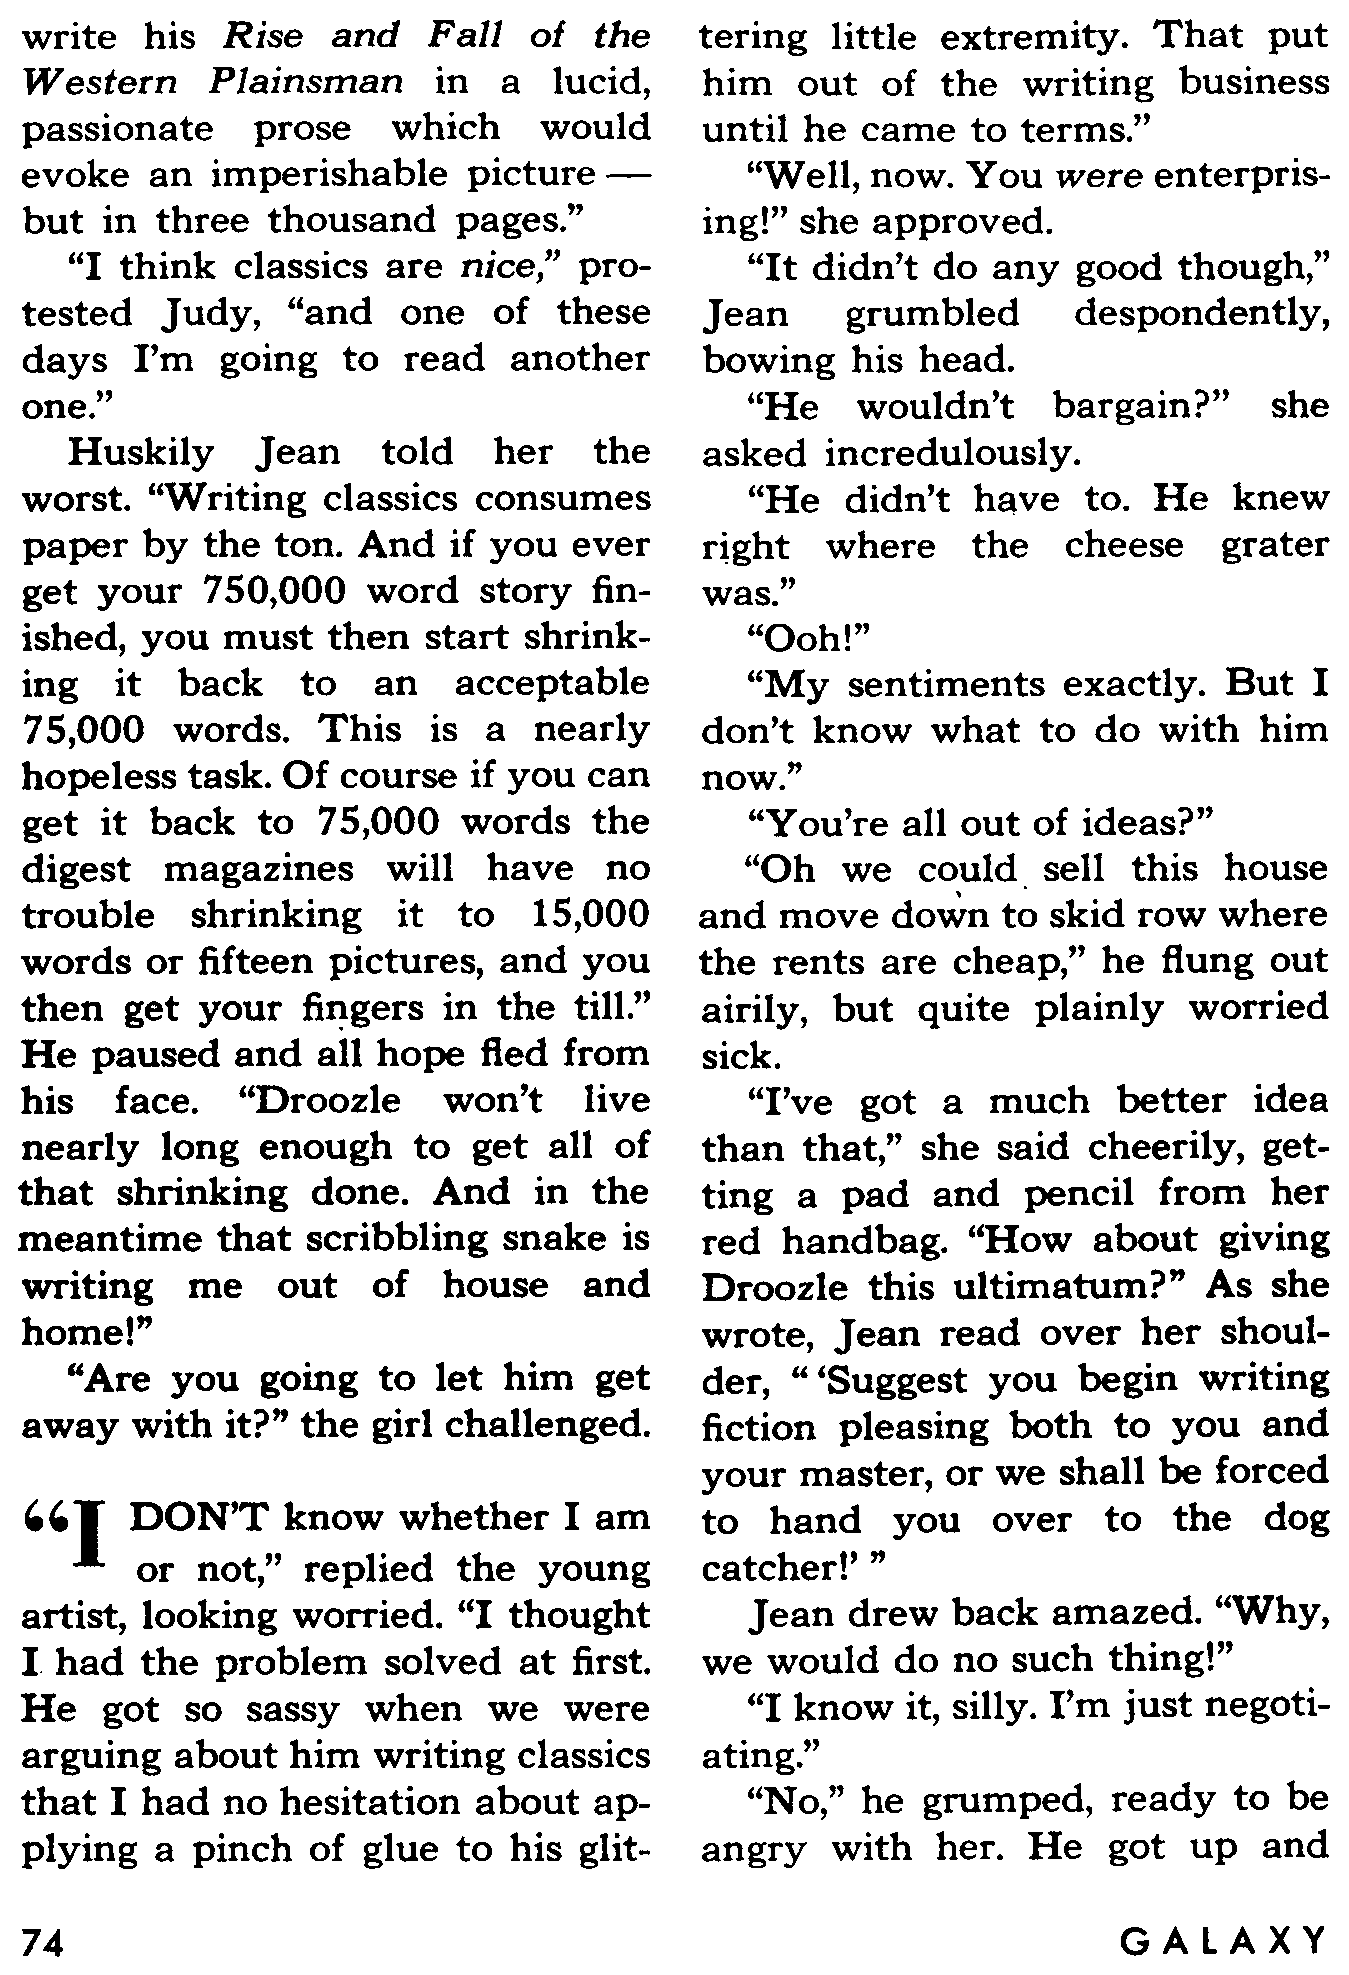 write his Rise and Fall of the
Western Plainsman in a lucid,
passionate prose which would
evoke an imperishable picture —
but in three thousand pages.”
“I think classics are nice,” pro-
tested Judy, “and one of these
days I’m going to read another
one.”
Huskily Jean told her the
worst. “Writing classics consumes
paper by the ton. And if you ever
get your 750,000 word story fin-
ished, you must then start shrink-
ing it back to an acceptable
75,000 words. This is a nearly
hopeless task. Of course if you can
get it back to 75,000 words the
digest magazines will have no
trouble shrinking it to 15,000
words or fifteen pictures, and you
then get your fingers in the till.”
He paused and all hope fled from
his face. “Droozle won’t live
nearly long enough to get all of
that shrinking done. And in the
meantime that scribbling snake is
writing me out of house and
home!”
“Are you going to let him get
away with it?” the girl challenged.
“I DON’T know whether I am
or not,” replied the young
artist, looking worried. “I thought
I had the problem solved at first.
He got so sassy when we were
arguing about him writing classics
that I had no hesitation about ap-
plying a pinch of glue to his glit-
tering little extremity. That put
him out of the writing business
until he came to terms.”
“Well, now. You were enterpris-
ing!” she approved.
“It didn’t do any good though,”
Jean grumbled despondently,
bowing his head.
“He wouldn’t bargain?” she
asked incredulously.
“He didn’t have to. He knew
right where the cheese grater
was.”
“Ooh!”
“My sentiments exactly. But I
don’t know what to do with him
now.”
“You’re all out of ideas?”
“Oh we could sell this house
and move down to skid row where
the rents are cheap,” he flung out
airily, but quite plainly worried
sick.
“I’ve got a much better idea
than that,” she said cheerily, get-
ting a pad and pencil from her
red handbag. “How about giving
Droozle this ultimatum?” As she
wrote, Jean read over her shoul-
der, “ ‘Suggest you begin writing
fiction pleasing both to you and
your master, or we shall be forced
to hand you over to the dog
catcher!’ ”
Jean drew back amazed. “Why,
we would do no such thing!”
“I know it, silly. I’m just negoti-
ating.”
“No,” he grumped, ready to be
angry with her. He got up and
74
GALAXY